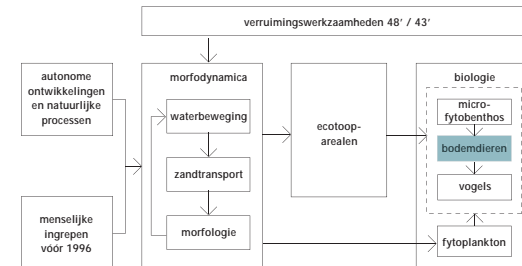 verruimingswerkzaamheden 48' / 43'
autonome
ontwikkelingen
en natuurlijke
processen
menselijke
ingrepen
vóór 1996
morfodynamica
waterbeweging
zandtransport
morfologie
ecotoop-
arealen
biologie
micro-
fytobenthos
bodemdieren
vogels
fytoplankton